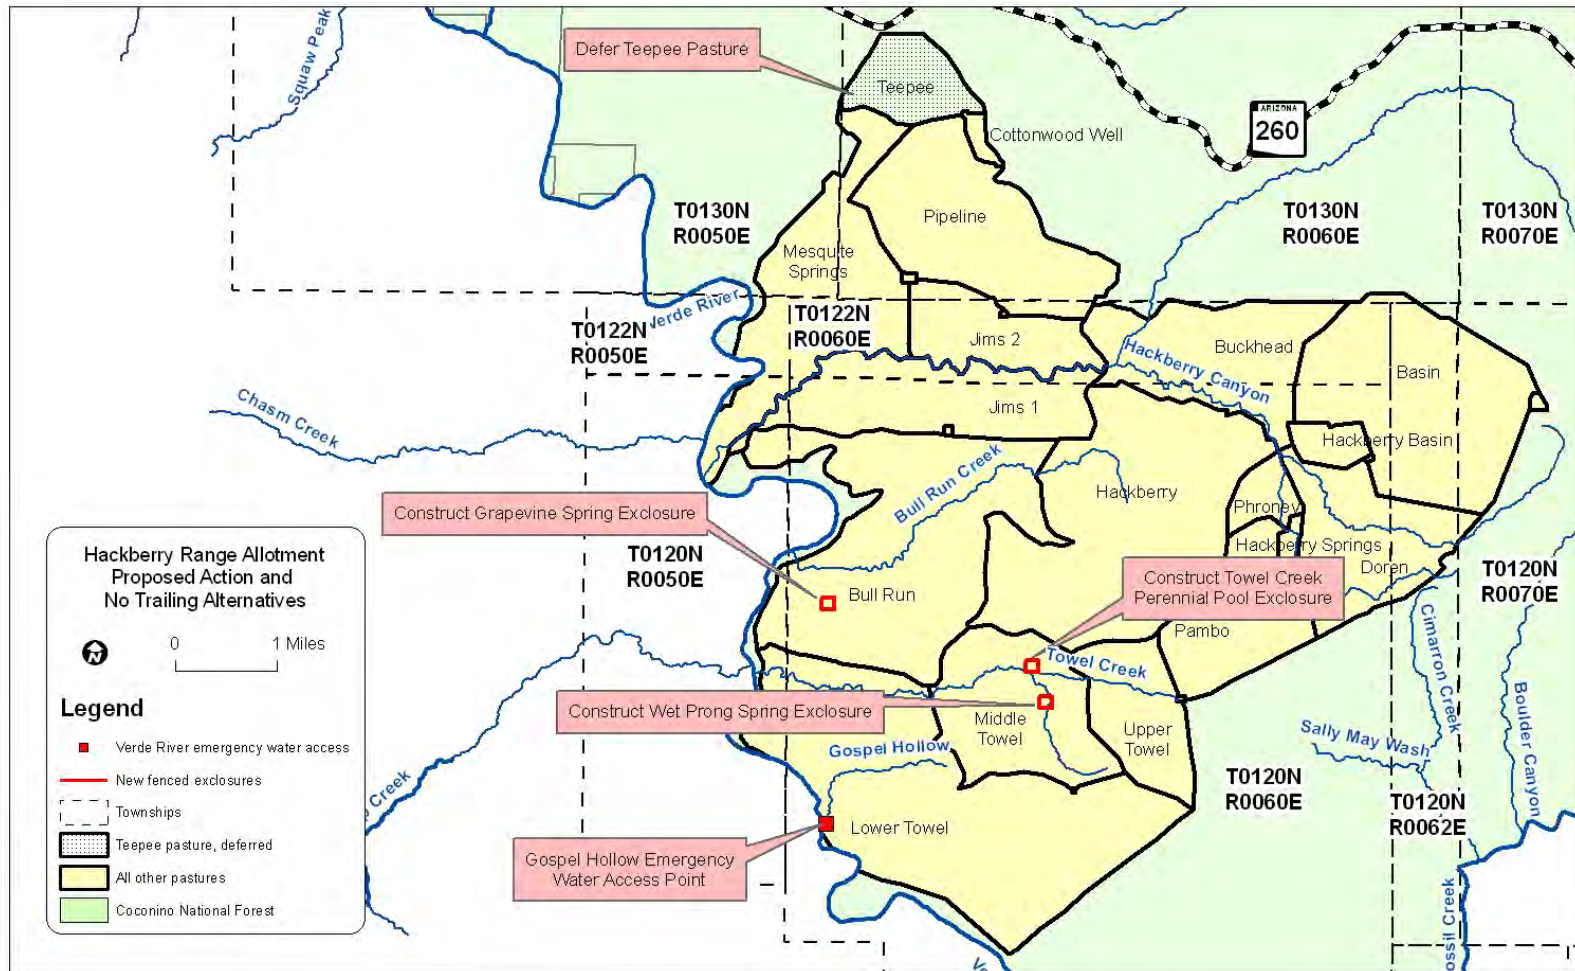 Squaw Peak
Defer Teepee Pasture
Teepee
Cottonwood Well
ARIZONA
260
T0130N
R0050E
Pipeline
T0130N
R0060E
T0130N
R0070E
Mesquite
Springs
Verde River
T0122N
R0050E
T0122N
R0060E
Jims 2
Buckhead
Hackberry Canyon
Basin
Chasm Creek
Jims 1
Hackberry Basin
Bull Run Creek
Hackberry
Phroney
Construct Grapevine Spring Exclosure
Hackberry Springs
Doren
T0120N
R0050E
Bull Run
Construct Towel Creek
Perennial Pool Exclosure
T0120N
R0070E
Pambo
Towel Creek
Cimarron Creek
Boulder Canyon
Construct Wet Prong Spring Exclosure
Middle
Towel
Upper
Towel
Sally May Wash
Gospel Hollow
T0120N
R0060E
T0120N
R0062E
Lower Towel
Gospel Hollow Emergency
Water Access Point
Creek
ossil Creek
Hackberry Range Allotment
Proposed Action and
No Trailing Alternatives
N
0 1 Miles
Legend
Verde River emergency water access
New fenced exclosures
Townships
Teepee pasture, deferred
All other pastures
Coconino National Forest